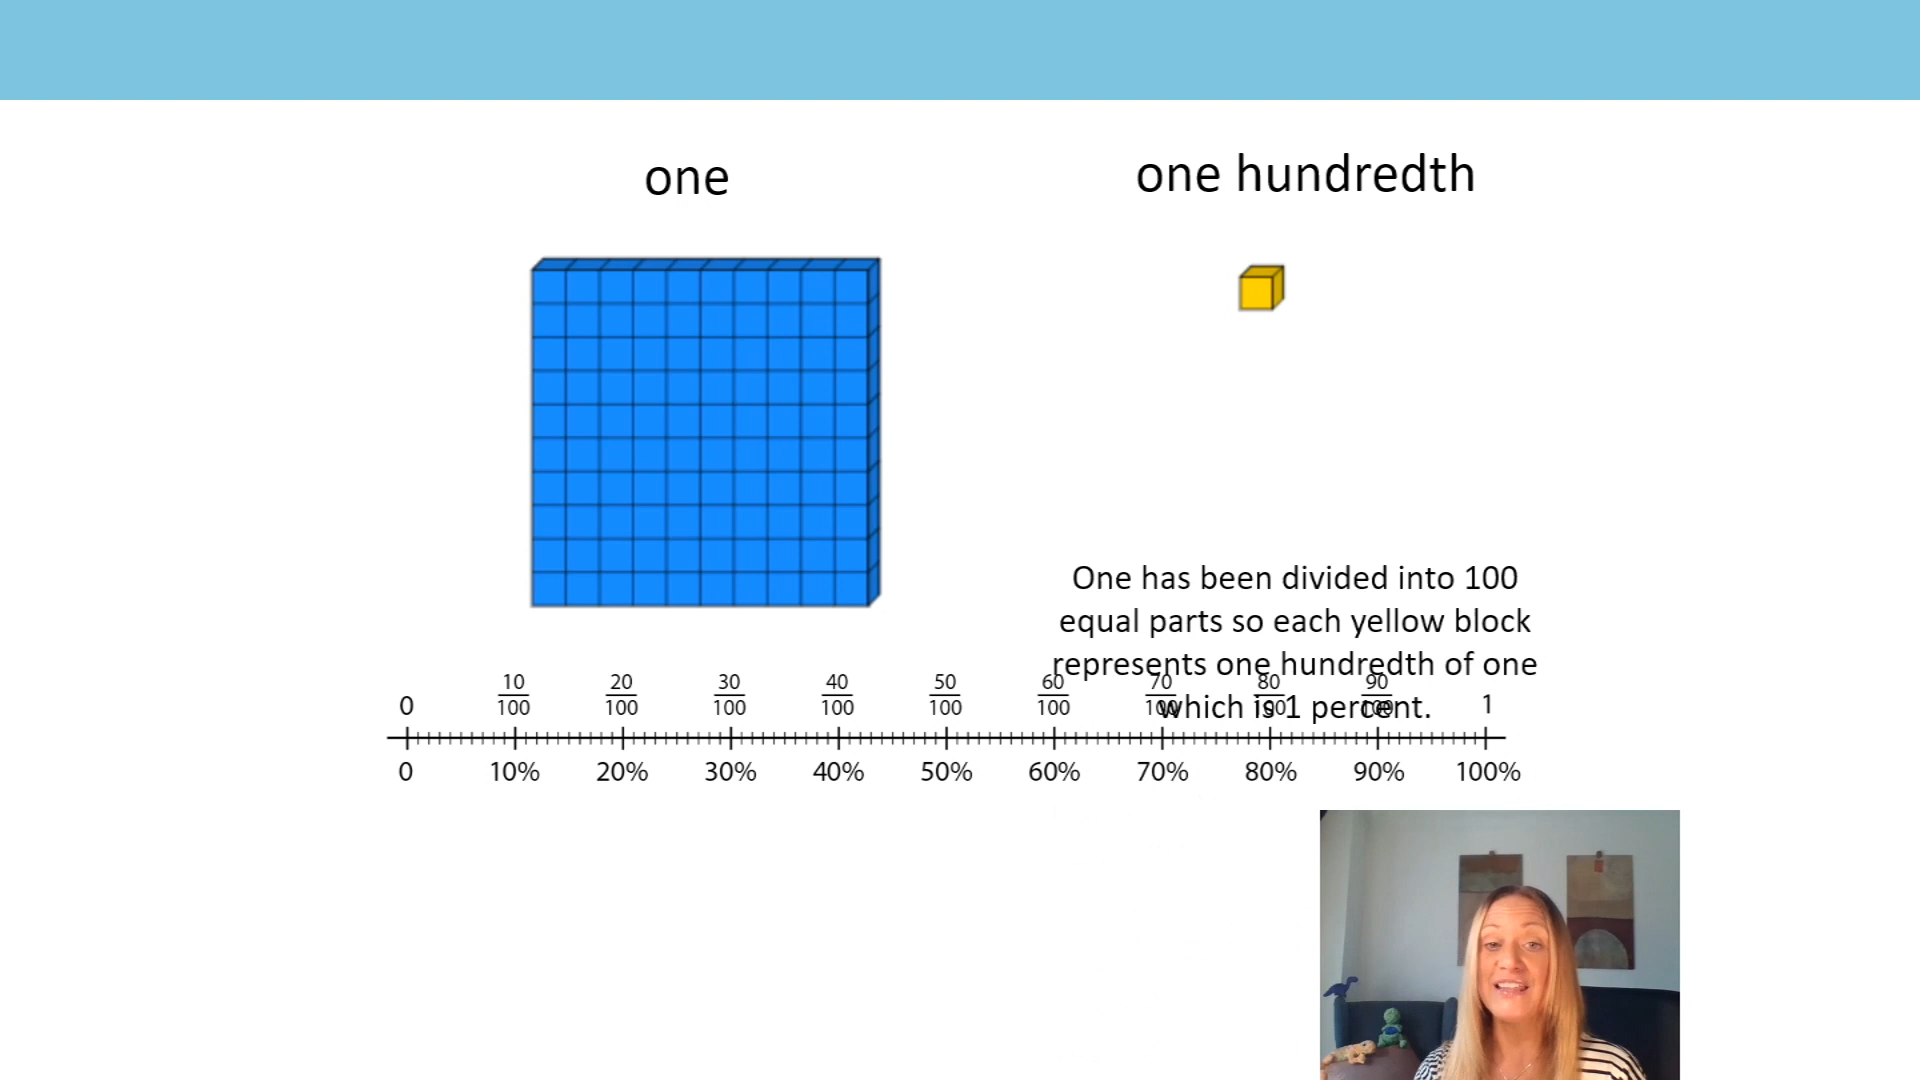 one
one hundredth
One has been divided into 100
equal parts so each yellow block
represents one hundredth of one
which is 1 percent.
0 10/100 20/100 30/100 40/100 50/100 60/100 70/100 80/100 90/100 1
0 10% 20% 30% 40% 50% 60% 70% 80% 90% 100%